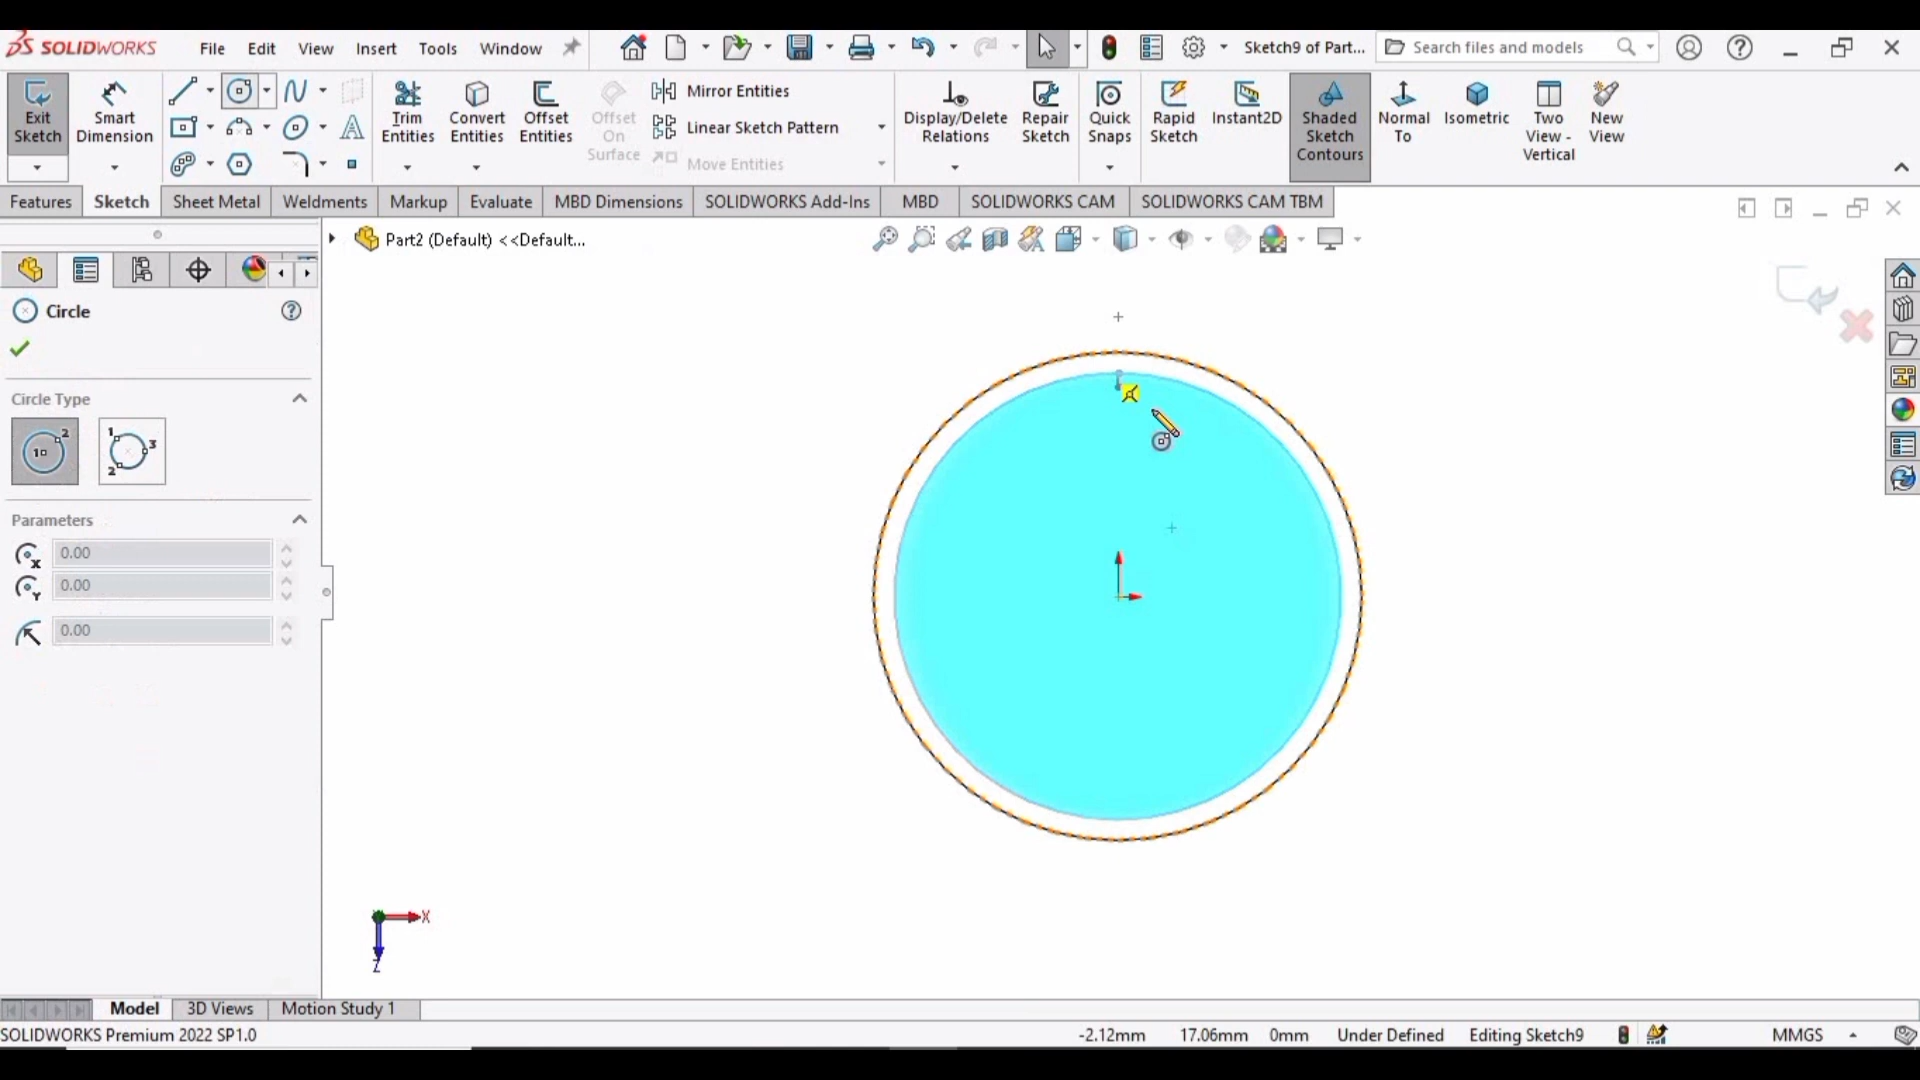 SOLIDWORKS File Edit View Insert Tools Window Sketch9 of Part... Search files and models
Exit Sketch
Smart Dimension
Trim Entities
Convert Entities
Offset Entities
Offset On Surface
Mirror Entities
Linear Sketch Pattern
Move Entities
Display/Delete Relations
Repair Sketch
Quick Snaps
Rapid Sketch
Instant2D
Shaded Sketch Contours
Normal To
Isometric
Two View - Vertical
New View
Features Sketch Sheet Metal Weldments Markup Evaluate MBD Dimensions SOLIDWORKS Add-Ins MBD SOLIDWORKS CAM SOLIDWORKS CAM TBM
Part2 (Default) <<Default...
Circle
Circle Type
Parameters
0.00
0.00
0.00
X
Z
Model 3D Views Motion Study 1
SOLIDWORKS Premium 2022 SP1.0 -2.12mm 17.06mm 0mm Under Defined Editing Sketch9 MMGS